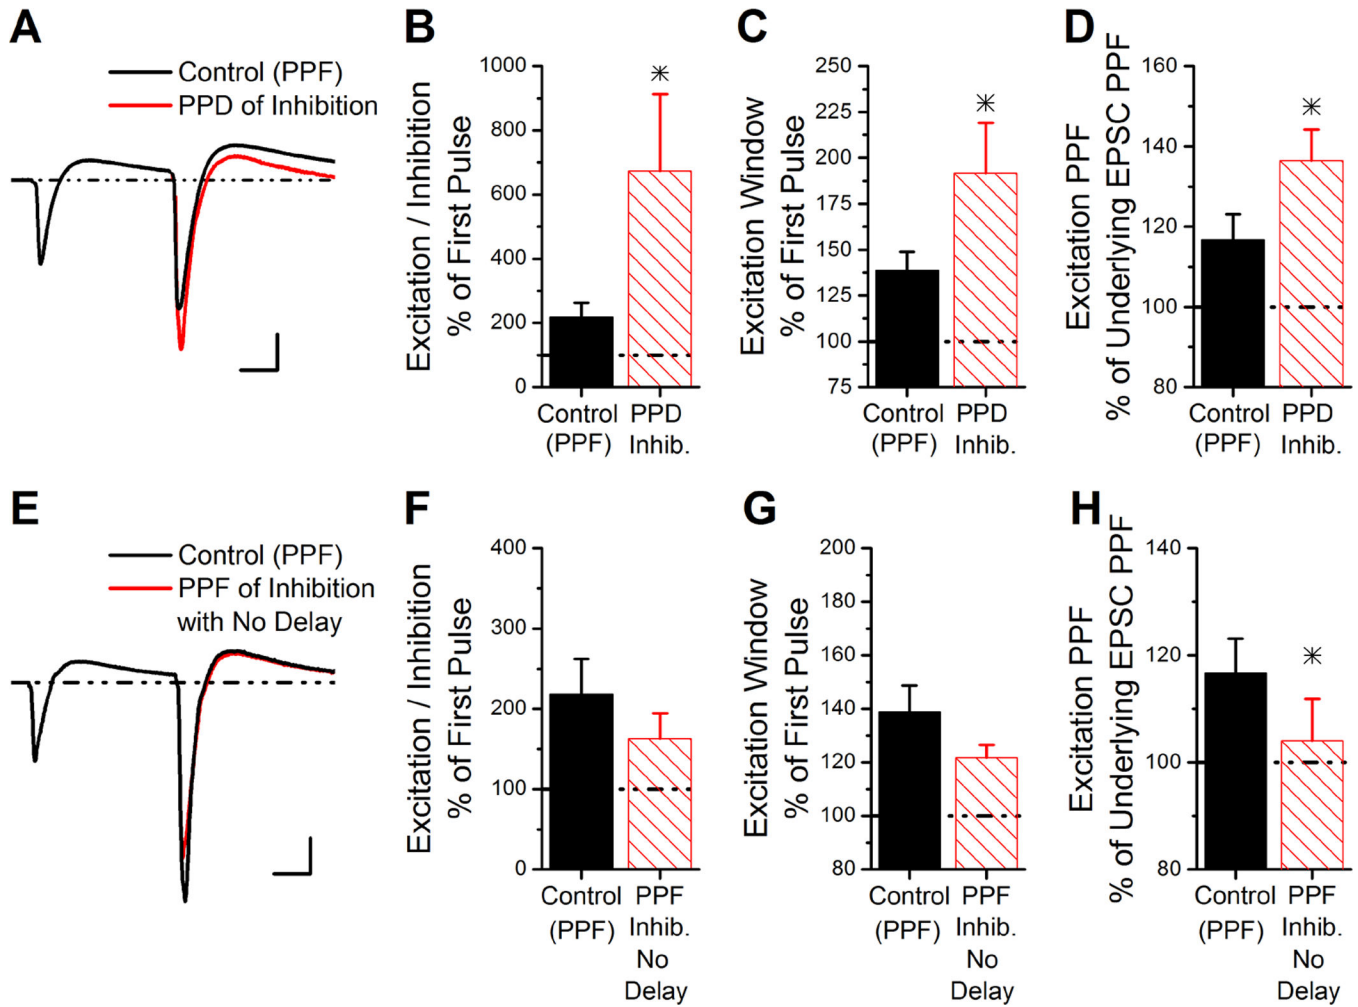 A
Control (PPF)
PPD of Inhibition
B
Excitation / Inhibition
% of First Pulse
1000
800
600
400
200
0
✳
Control
(PPF)
PPD
Inhib.
C
Excitation Window
% of First Pulse
250
225
200
175
150
125
100
75
✳
Control
(PPF)
PPD
Inhib.
D
Excitation PPF
% of Underlying EPSC PPF
160
140
120
100
80
✳
Control
(PPF)
PPD
Inhib.
E
Control (PPF)
PPF of Inhibition
with No Delay
F
Excitation / Inhibition
% of First Pulse
400
300
200
100
0
Control
(PPF)
PPF
Inhib.
No
Delay
G
Excitation Window
% of First Pulse
200
180
160
140
120
100
80
Control
(PPF)
PPF
Inhib.
No
Delay
H
Excitation PPF
% of Underlying EPSC PPF
140
120
100
80
✳
Control
(PPF)
PPF
Inhib.
No
Delay